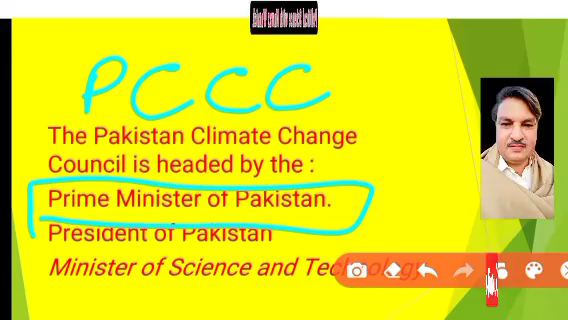 PCCC
The Pakistan Climate Change
Council is headed by the :
Prime Minister of Pakistan.
President of Pakistan
Minister of Science and Technology